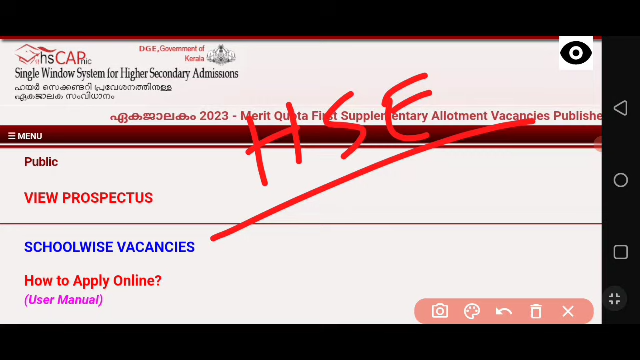 hsCAP nic
DGE, Government of
Kerala
Single Window System for Higher Secondary Admissions
ഹയർ സെക്കണ്ടറി പ്രവേശനത്തിനുള്ള
ഏകജാലക സംവിധാനം
ഏകജാലകം 2023 - Merit Quota First Supplementary Allotment Vacancies Publishe
HSE
☰ MENU
Public
VIEW PROSPECTUS
SCHOOLWISE VACANCIES
How to Apply Online?
(User Manual)